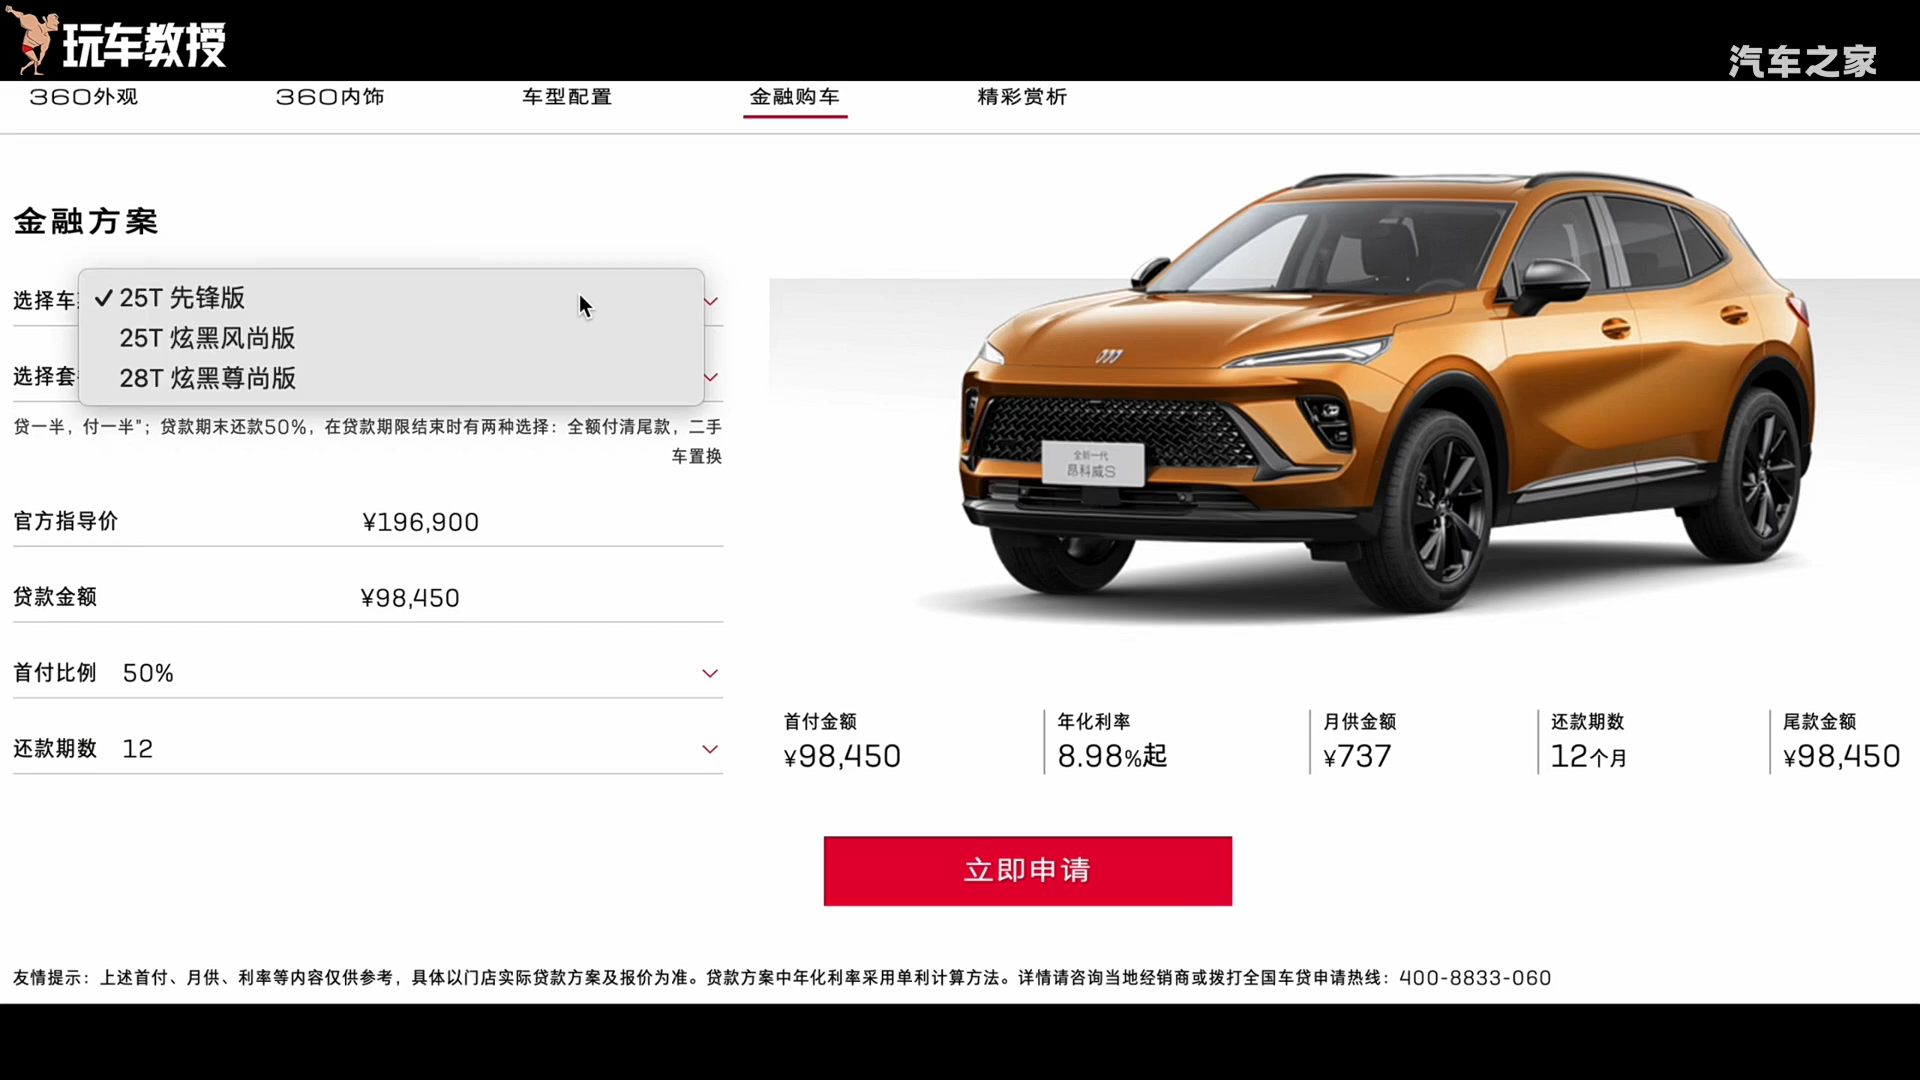 玩车教授
汽车之家
360外观
360内饰
车型配置
金融购车
精彩赏析
金融方案
选择车
25T 先锋版
25T 炫黑风尚版
28T 炫黑尊尚版
选择套
贷一半，付一半"；贷款期末还款50%，在贷款期限结束时有两种选择：全额付清尾款，二手
车置换
官方指导价 ¥196,900
贷款金额 ¥98,450
首付比例 50%
还款期数 12
全新一代
昂科威S
首付金额
¥98,450
年化利率
8.98%起
月供金额
¥737
还款期数
12个月
尾款金额
¥98,450
立即申请
友情提示：上述首付、月供、利率等内容仅供参考，具体以门店实际贷款方案及报价为准。贷款方案中年化利率采用单利计算方法。详情请咨询当地经销商或拨打全国车贷申请热线：400-8833-060